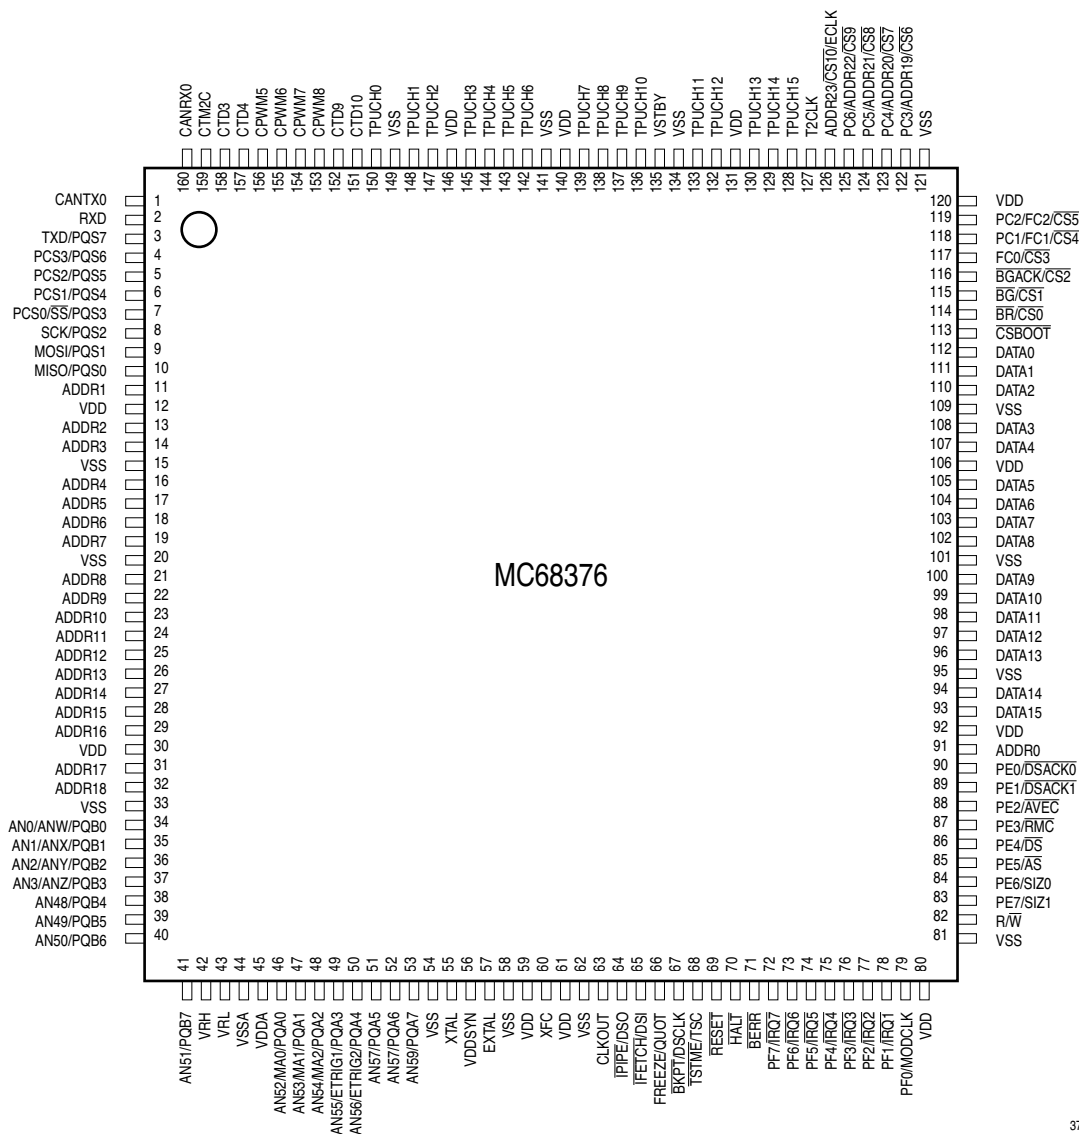 CANRX0
CTM2C
CTD3
CTD4
CPWM5
CPWM6
CPWM7
CPWM8
CTD9
CTD10
TPUCH0
VSS
TPUCH1
TPUCH2
VDD
TPUCH3
TPUCH4
TPUCH5
TPUCH6
VSS
VDD
TPUCH7
TPUCH8
TPUCH9
TPUCH10
VSTBY
VSS
TPUCH11
TPUCH12
VDD
TPUCH13
TPUCH14
TPUCH15
T2CLK
ADDR23/CS10/ECLK
PC6/ADDR22/CS9
PC5/ADDR21/CS8
PC4/ADDR20/CS7
PC3/ADDR19/CS6
VSS
160
159
158
157
156
155
154
153
152
151
150
149
148
147
146
145
144
143
142
141
140
139
138
137
136
135
134
133
132
131
130
129
128
127
126
125
124
123
122
121
CANTX0 1
RXD 2
TXD/PQS7 3
PCS3/PQS6 4
PCS2/PQS5 5
PCS1/PQS4 6
PCS0/SS/PQS3 7
SCK/PQS2 8
MOSI/PQS1 9
MISO/PQS0 10
ADDR1 11
VDD 12
ADDR2 13
ADDR3 14
VSS 15
ADDR4 16
ADDR5 17
ADDR6 18
ADDR7 19
VSS 20
ADDR8 21
ADDR9 22
ADDR10 23
ADDR11 24
ADDR12 25
ADDR13 26
ADDR14 27
ADDR15 28
ADDR16 29
VDD 30
ADDR17 31
ADDR18 32
VSS 33
AN0/ANW/PQB0 34
AN1/ANX/PQB1 35
AN2/ANY/PQB2 36
AN3/ANZ/PQB3 37
AN48/PQB4 38
AN49/PQB5 39
AN50/PQB6 40
MC68376
120 VDD
119 PC2/FC2/CS5
118 PC1/FC1/CS4
117 FC0/CS3
116 BGACK/CS2
115 BG/CS1
114 BR/CS0
113 CSBOOT
112 DATA0
111 DATA1
110 DATA2
109 VSS
108 DATA3
107 DATA4
106 VDD
105 DATA5
104 DATA6
103 DATA7
102 DATA8
101 VSS
100 DATA9
99 DATA10
98 DATA11
97 DATA12
96 DATA13
95 VSS
94 DATA14
93 DATA15
92 VDD
91 ADDR0
90 PE0/DSACK0
89 PE1/DSACK1
88 PE2/AVEC
87 PE3/RMC
86 PE4/DS
85 PE5/AS
84 PE6/SIZ0
83 PE7/SIZ1
82 R/W
81 VSS
41
42
43
44
45
46
47
48
49
50
51
52
53
54
55
56
57
58
59
60
61
62
63
64
65
66
67
68
69
70
71
72
73
74
75
76
77
78
79
80
AN51/PQB7
VRH
VRL
VSSA
VDDA
AN52/MA0/PQA0
AN53/MA1/PQA1
AN54/MA2/PQA2
AN55/ETRIG1/PQA3
AN56/ETRIG2/PQA4
AN57/PQA5
AN57/PQA6
AN59/PQA7
VSS
XTAL
VDDSYN
EXTAL
VSS
VDD
XFC
VDD
VSS
CLKOUT
IPIPE/DSO
IFETCH/DSI
FREEZE/QUOT
BKPT/DSCLK
TSTME/TSC
RESET
HALT
BERR
PF7/IRQ7
PF6/IRQ6
PF5/IRQ5
PF4/IRQ4
PF3/IRQ3
PF2/IRQ2
PF1/IRQ1
PF0/MODCLK
VDD
37